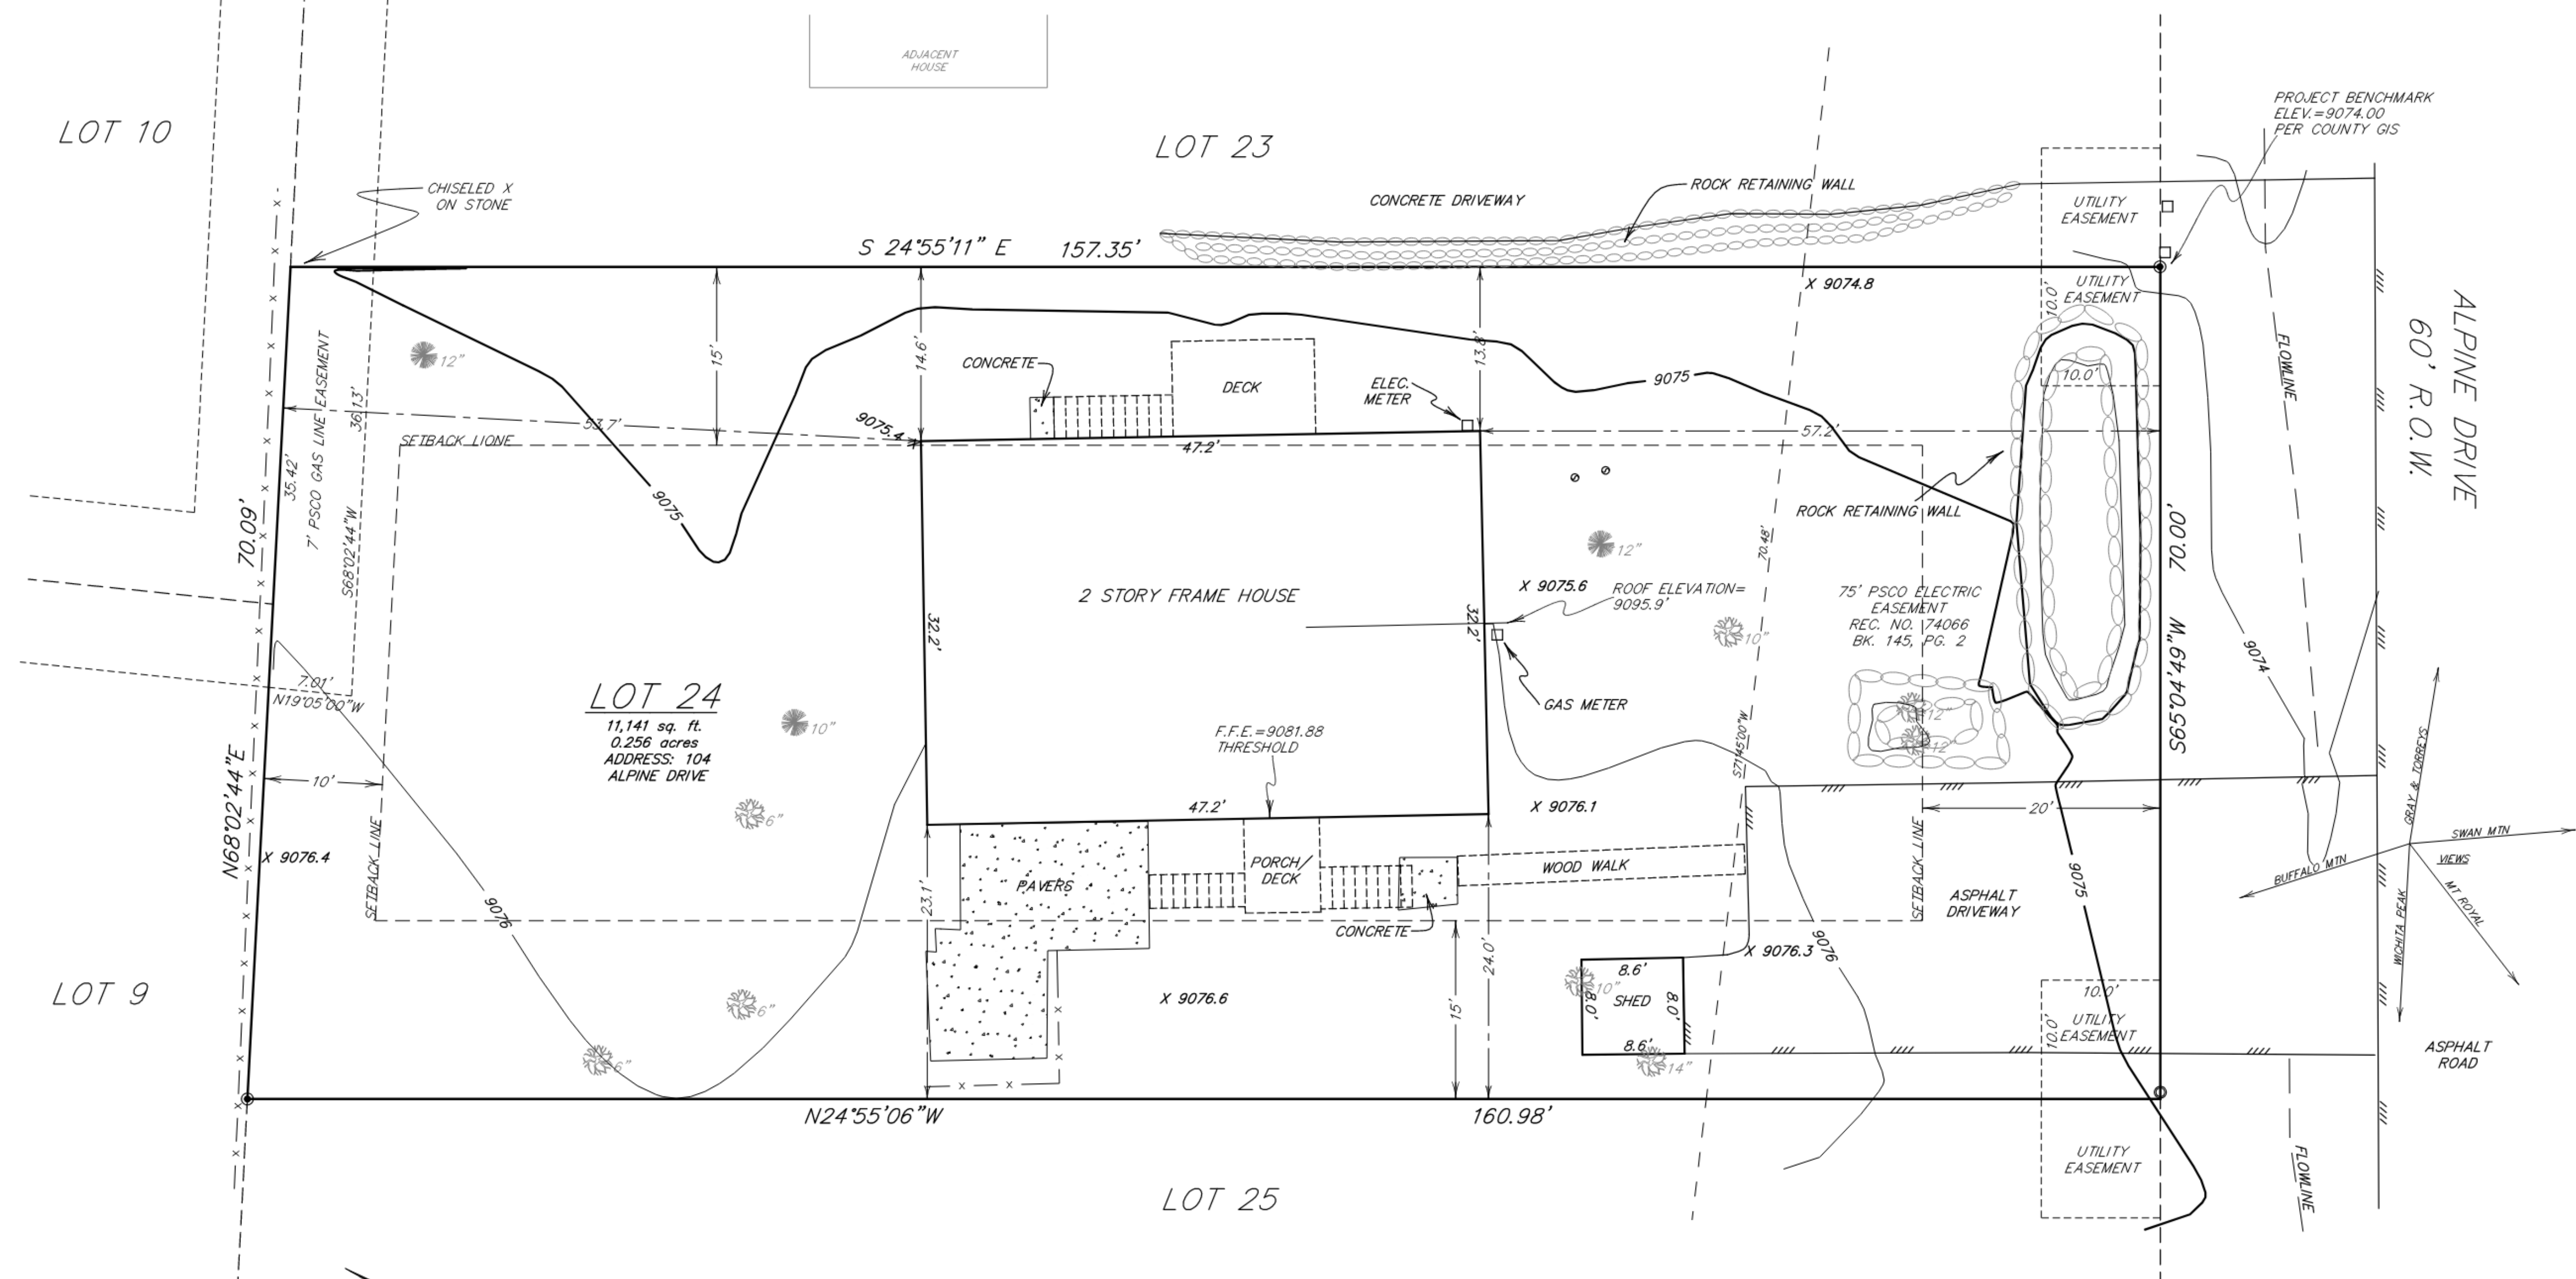 ADJACENT
HOUSE
LOT 10
LOT 23
PROJECT BENCHMARK
ELEV.=9074.00
PER COUNTY GIS
CHISELED X
ON STONE
CONCRETE DRIVEWAY
ROCK RETAINING WALL
UTILITY
EASEMENT
S 24°55'11" E 157.35'
X 9074.8
UTILITY
EASEMENT
10.0'
10.0'
ALPINE DRIVE
60' R.O.W.
FLOWLINE
15'
14.6'
13.8'
12"
CONCRETE
DECK
ELEC.
METER
9075
7' PSCO GAS LINE EASEMENT
36.13'
35.42'
S68°02'44"W
SETBACK LIONE
53.7'
9075.4
47.2'
57.2'
9075
70.09'
ROCK RETAINING WALL
70.48'
12"
70.00'
2 STORY FRAME HOUSE
X 9075.6
ROOF ELEVATION=
9095.9'
75' PSCO ELECTRIC
EASEMENT
REC. NO. 74066
BK. 145, PG. 2
32.2'
32.2'
10"
9074
S65°04'49"W
7.01'
N19°05'00"W
LOT 24
11,141 sq. ft.
0.256 acres
ADDRESS: 104
ALPINE DRIVE
10"
GAS METER
12"
12"
S71°45'00"W
F.F.E.=9081.88
THRESHOLD
N68°02'44"E
10'
6"
47.2'
X 9076.1
20'
GRAY & TORREYS
SWAN MTN
VIEWS
BUFFALO MTN
MT ROYAL
WICHITA PEAK
X 9076.4
SETBACK LINE
9076
23.1'
PAVERS
PORCH/
DECK
WOOD WALK
SETBACK LINE
ASPHALT
DRIVEWAY
9075
CONCRETE
24.0'
X 9076.3
9076
LOT 9
6"
X 9076.6
15'
8.6'
10"
8.0'
SHED
8.0'
8.6'
14"
10.0'
10.0'
UTILITY
EASEMENT
ASPHALT
ROAD
6"
N24°55'06"W 160.98'
UTILITY
EASEMENT
FLOWLINE
LOT 25